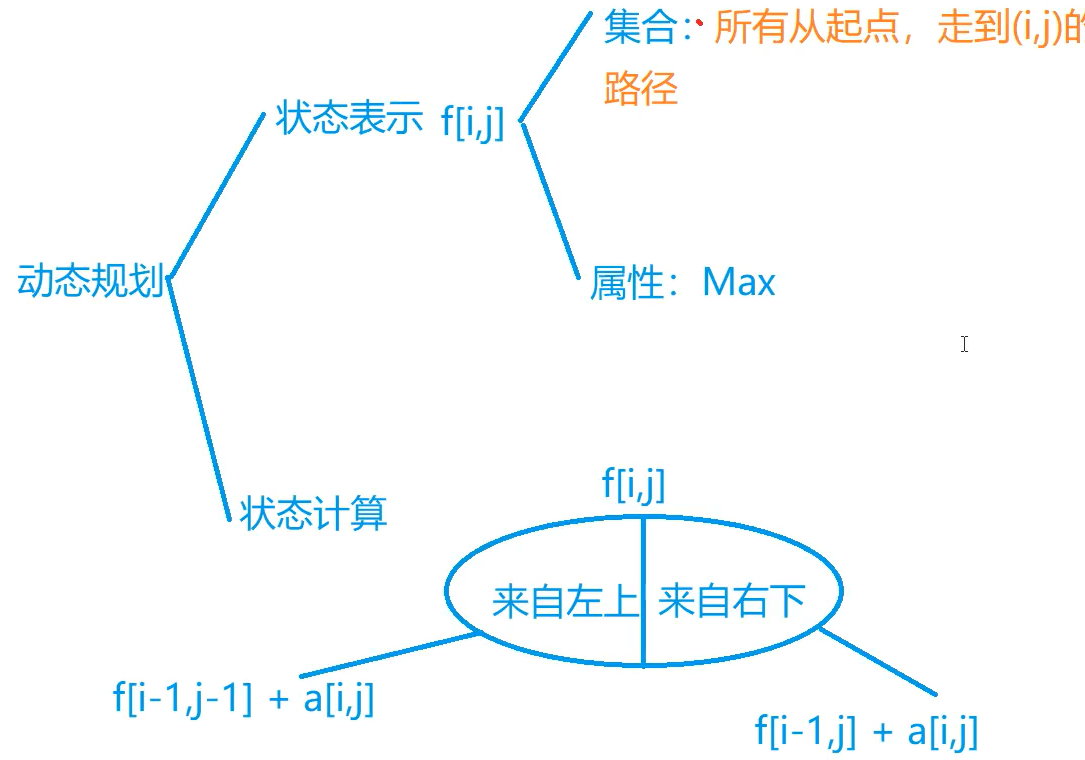 集合：所有从起点，走到(i,j)的
路径
状态表示 f[i,j]
动态规划
属性：Max
f[i,j]
状态计算
来自左上 来自右下
f[i-1,j-1] + a[i,j]
f[i-1,j] + a[i,j]